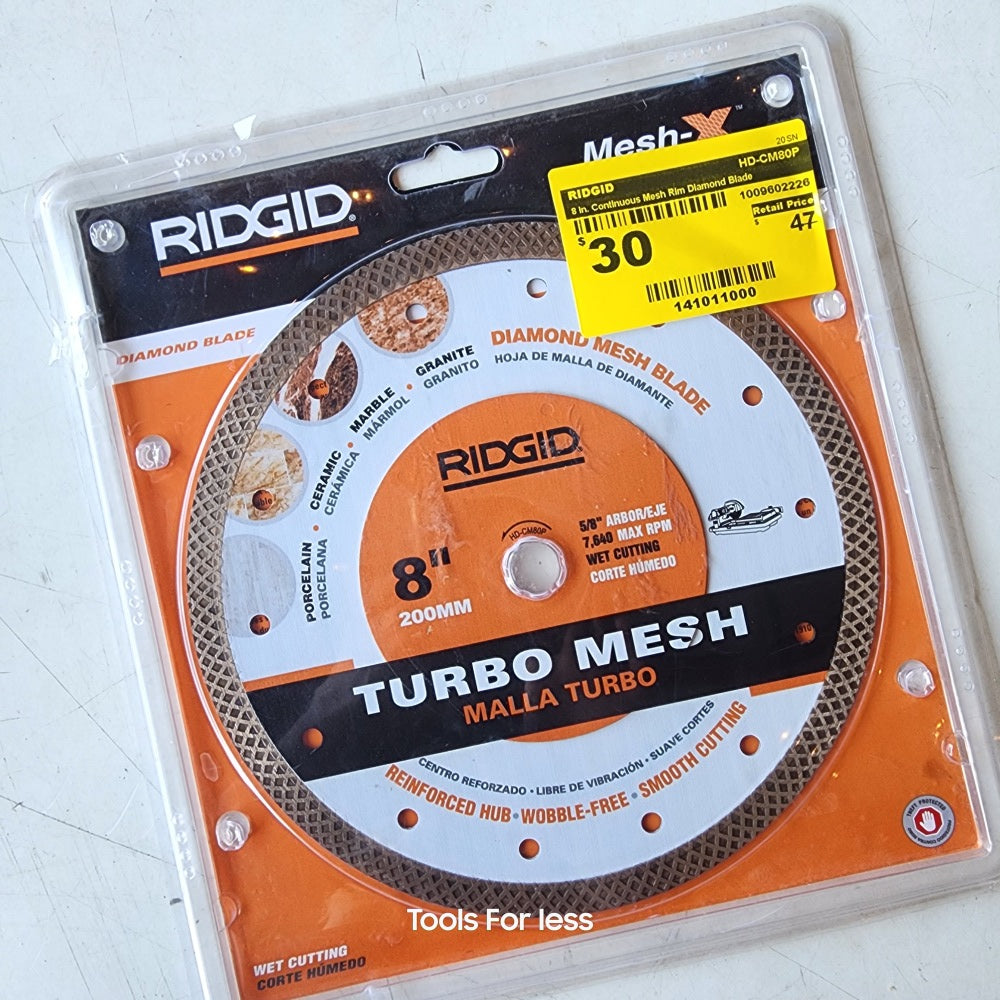 Mesh-X™
20 SN
RIDGID HD-CM80P
8 in. Continuous Mesh Rim Diamond Blade
1009602226
Retail Price
$ 47
$ 30
141011000
RIDGID®
DIAMOND BLADE
GRANITE
GRANITO
MARBLE
MÁRMOL
CERAMIC
CERÁMICA
PORCELAIN
PORCELANA
DIAMOND MESH BLADE
HOJA DE MALLA DE DIAMANTE
RIDGID
HD-CM80P
8"
200MM
5/8" ARBOR/EJE
7,640 MAX RPM
WET CUTTING
CORTE HÚMEDO
TURBO MESH
MALLA TURBO
CENTRO REFORZADO • LIBRE DE VIBRACIÓN • SUAVE CORTES
REINFORCED HUB • WOBBLE-FREE • SMOOTH CUTTING
THEFT PROTECTED
Tools For less
WET CUTTING
CORTE HÚMEDO